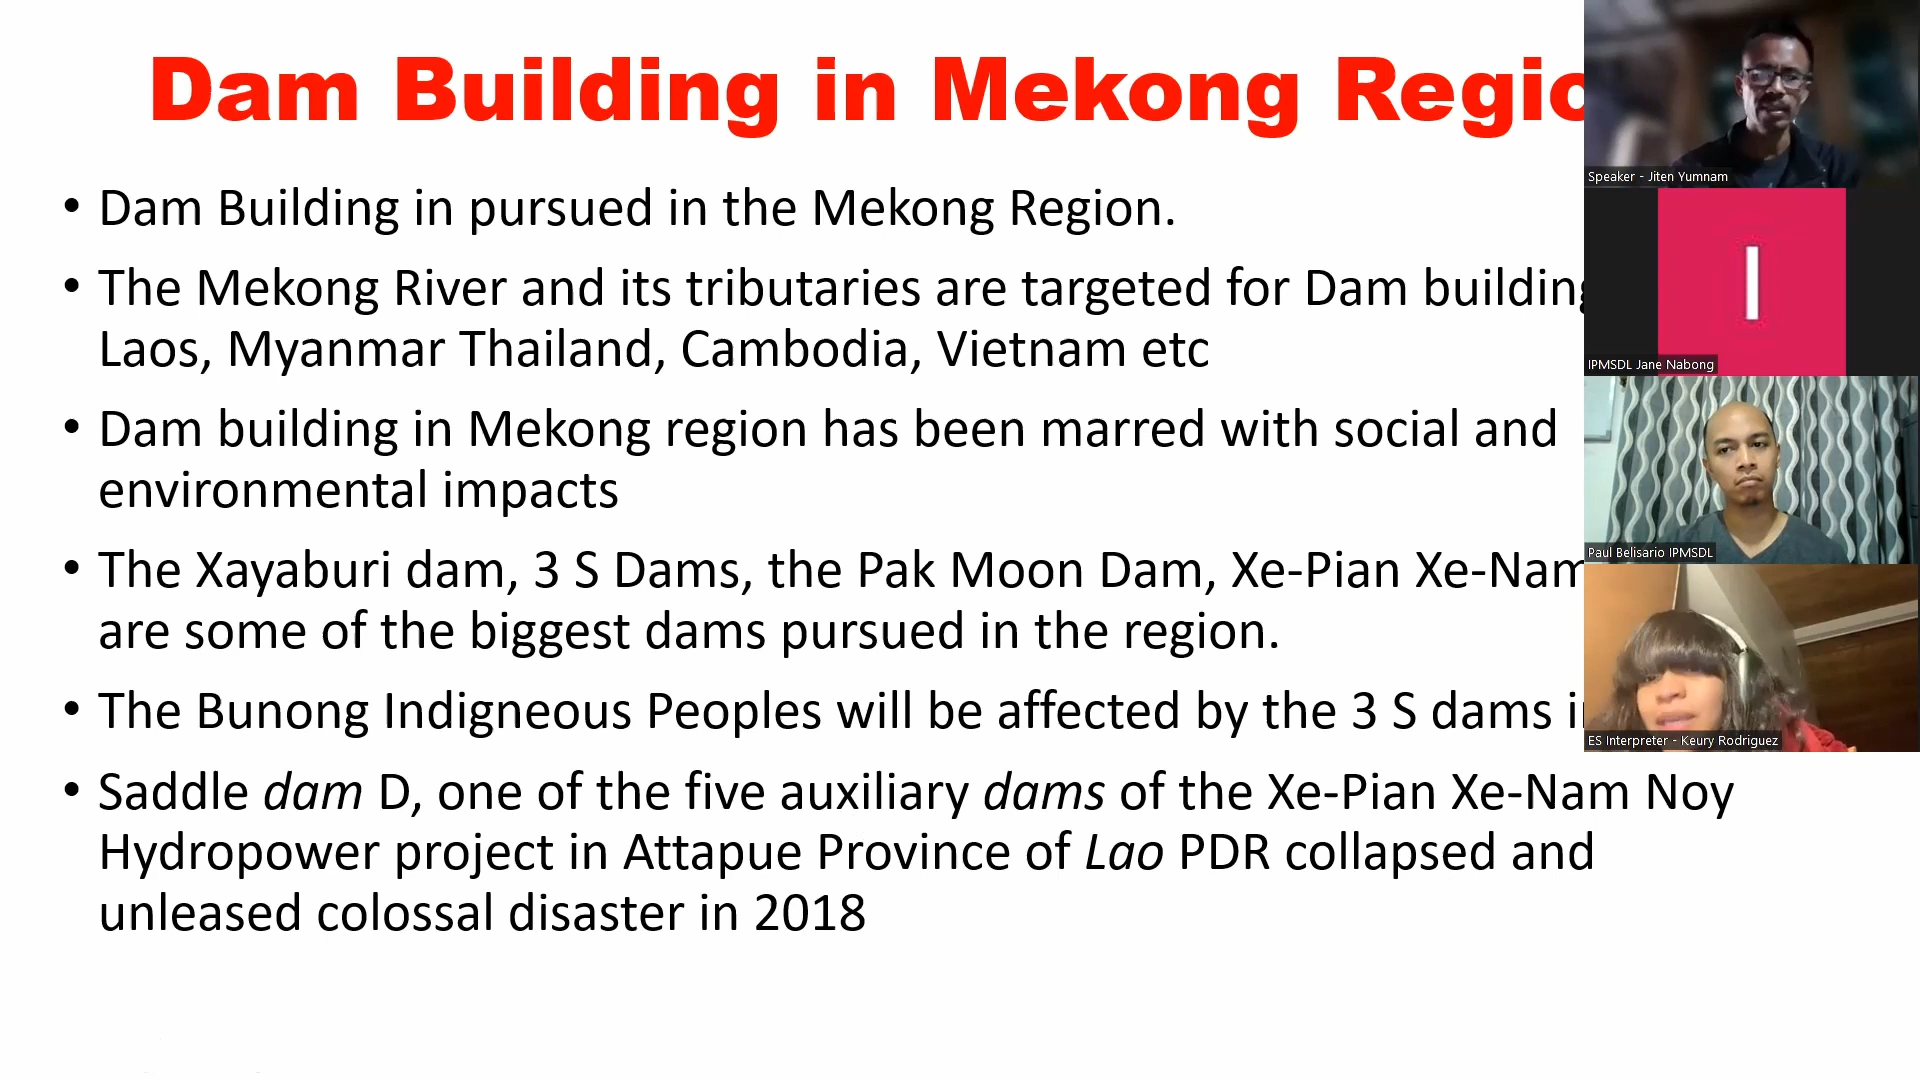 Dam Building in Mekong Regio
• Dam Building in pursued in the Mekong Region.
• The Mekong River and its tributaries are targeted for Dam building
Laos, Myanmar Thailand, Cambodia, Vietnam etc
• Dam building in Mekong region has been marred with social and
environmental impacts
• The Xayaburi dam, 3 S Dams, the Pak Moon Dam, Xe-Pian Xe-Nam
are some of the biggest dams pursued in the region.
• The Bunong Indigneous Peoples will be affected by the 3 S dams i
• Saddle dam D, one of the five auxiliary dams of the Xe-Pian Xe-Nam Noy
Hydropower project in Attapue Province of Lao PDR collapsed and
unleased colossal disaster in 2018
Speaker - Jiten Yumnam
I
IPMSDL Jane Nabong
Paul Belisario IPMSDL
ES Interpreter - Keury Rodriguez